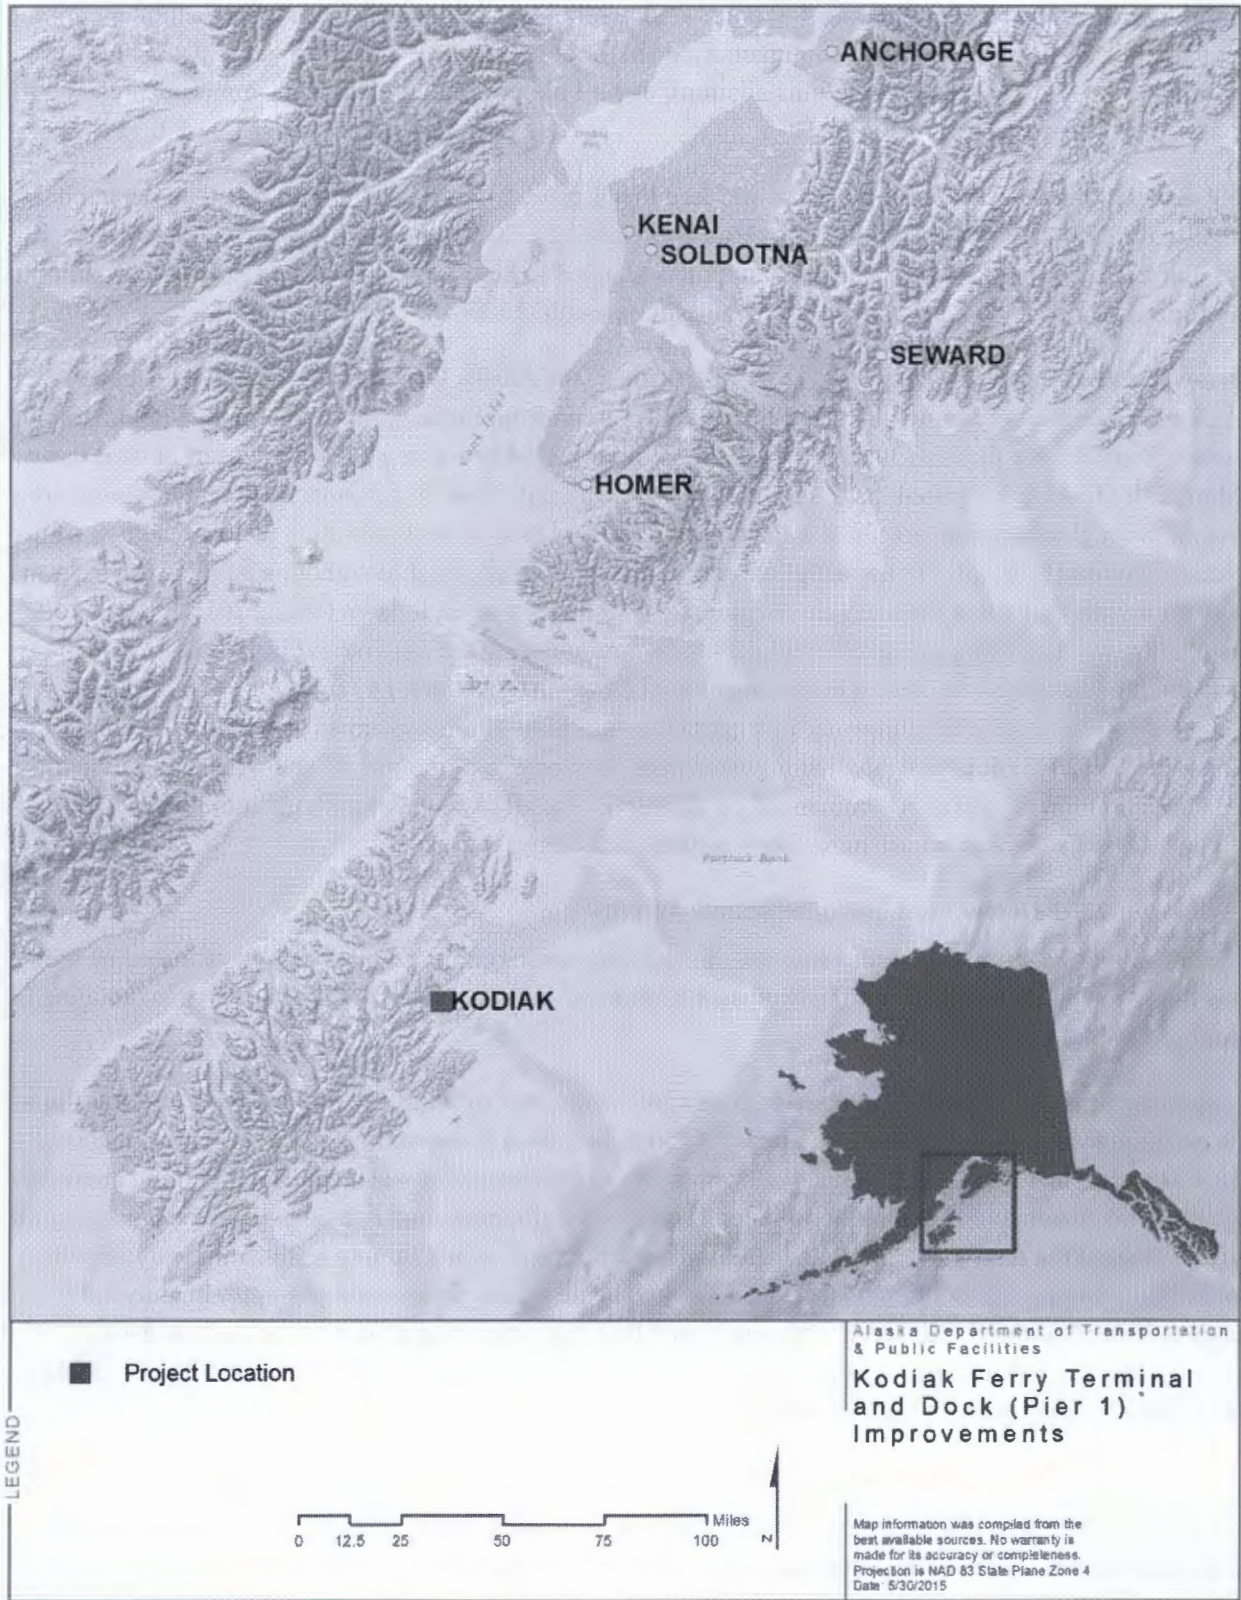 ANCHORAGE
KENAI
SOLDOTNA
SEWARD
HOMER
Portlock Bank
KODIAK
LEGEND
Project Location
0 12.5 25 50 75 100 Miles
N
Alaska Department of Transportation
& Public Facilities
Kodiak Ferry Terminal
and Dock (Pier 1)
Improvements
Map information was compiled from the
best available sources. No warranty is
made for its accuracy or completeness.
Projection is NAD 83 State Plane Zone 4
Date: 5/30/2015